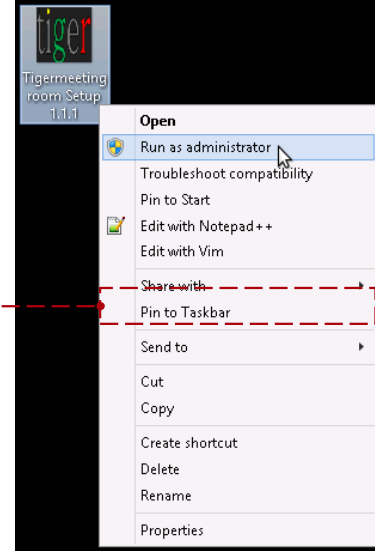 tiger
Tigermeeting
room Setup
1.1.1
Open
Run as administrator
Troubleshoot compatibility
Pin to Start
Edit with Notepad++
Edit with Vim
Share with
Pin to Taskbar
Send to
Cut
Copy
Create shortcut
Delete
Rename
Properties